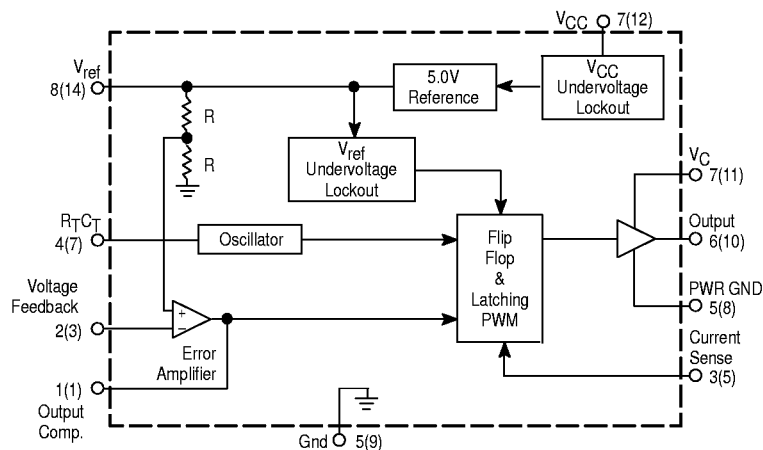 VCC 7(12)
Vref
8(14)
5.0V
Reference
VCC
Undervoltage
Lockout
R
R
Vref
Undervoltage
Lockout
VC
7(11)
RTCT
4(7)
Oscillator
Flip
Flop
&
Latching
PWM
Output
6(10)
Voltage
Feedback
2(3)
+
−
Error
Amplifier
PWR GND
5(8)
Current
Sense
3(5)
1(1)
Output
Comp.
Gnd 5(9)